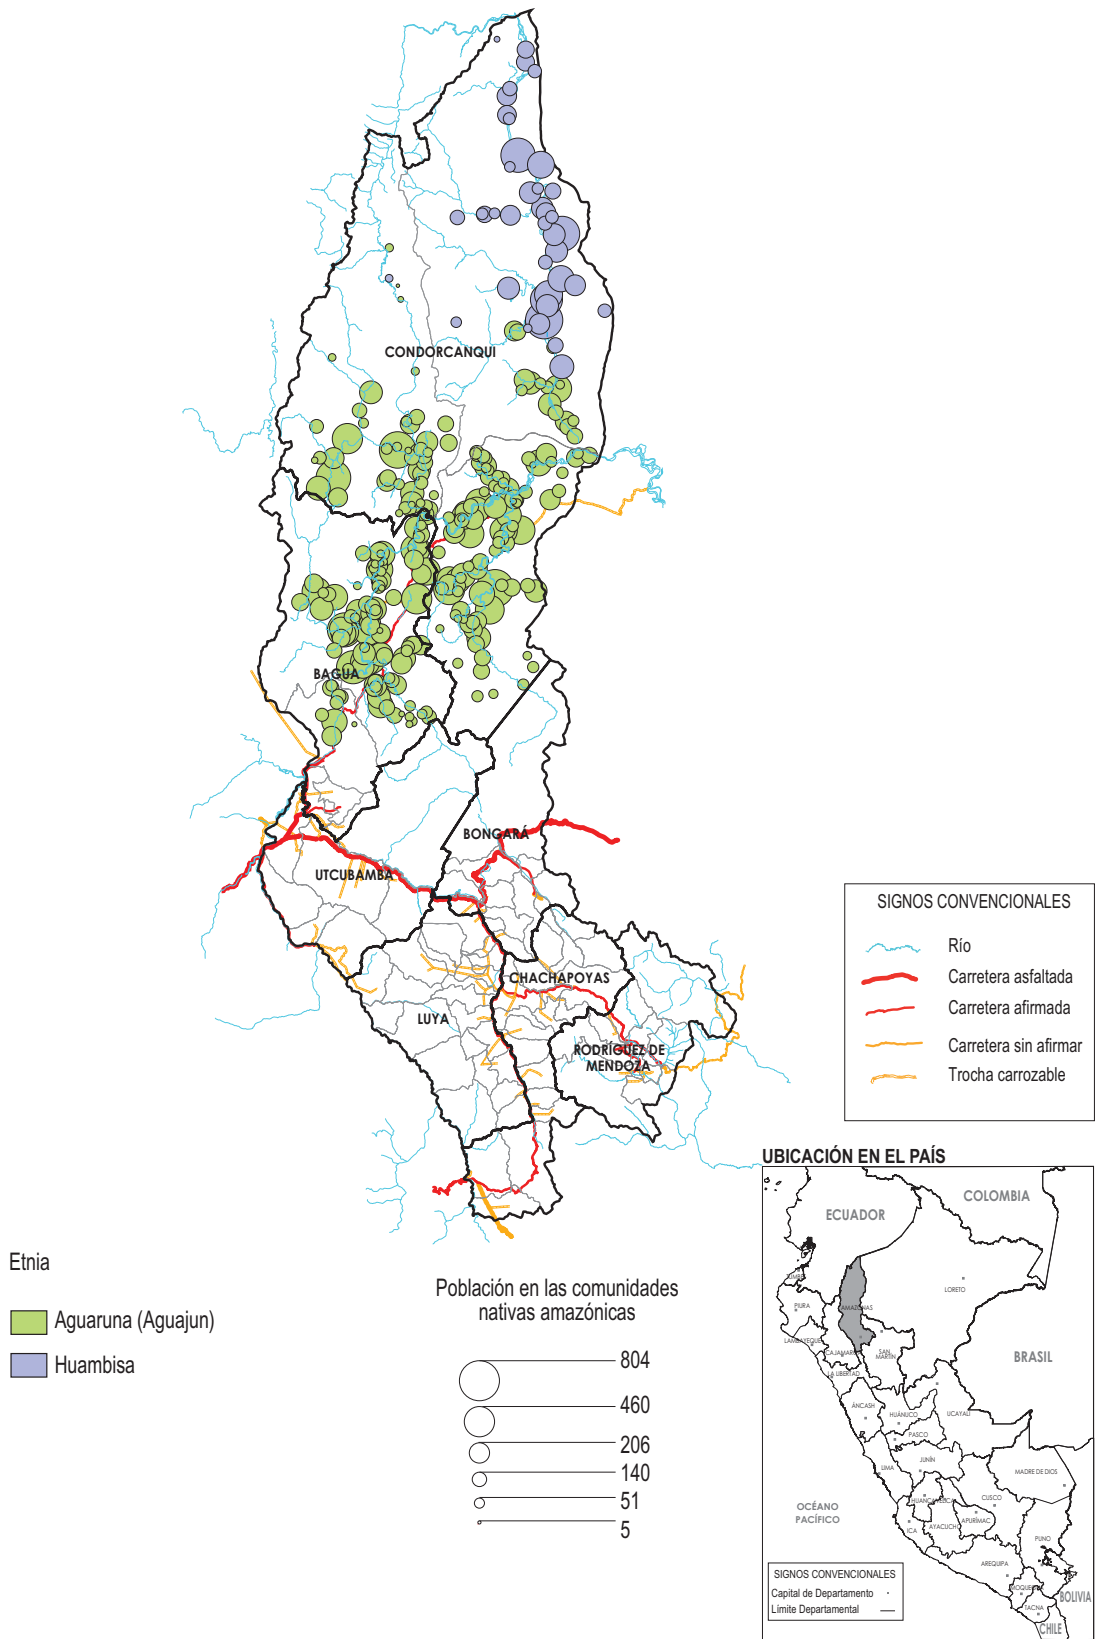 CONDORCANQUI
BAGUA
BONGARÁ
UTCUBAMBA
CHACHAPOYAS
LUYA
RODRÍGUEZ DE
MENDOZA
SIGNOS CONVENCIONALES
Río
Carretera asfaltada
Carretera afirmada
Carretera sin afirmar
Trocha carrozable
Etnia
Aguaruna (Aguajun)
Huambisa
Población en las comunidades
nativas amazónicas
804
460
206
140
51
5
UBICACIÓN EN EL PAÍS
COLOMBIA
ECUADOR
TUMBES
LORETO
PIURA
AMAZONAS
LAMBAYEQUE
CAJAMARCA
SAN
MARTÍN
BRASIL
LA LIBERTAD
ÁNCASH
HUÁNUCO
UCAYALI
PASCO
JUNÍN
LIMA
MADRE DE DIOS
HUANCAVELICA
CUSCO
OCÉANO
PACÍFICO
ICA
AYACUCHO
APURÍMAC
PUNO
AREQUIPA
MOQUEGUA
TACNA
BOLIVIA
CHILE
SIGNOS CONVENCIONALES
Capital de Departamento
Límite Departamental